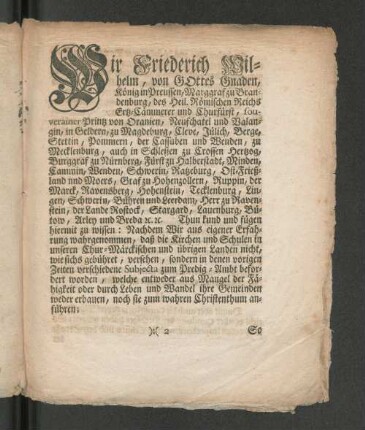 Wir Friederich Wil-
helm, von GOttes Gnaden,
König in Preussen, Marggraf zu Bran-
denburg, des Heil. Römischen Reichs
Ertz-Cämmerer und Churfürst, sou-
verainer Printz von Oranien, Neufchatel und Valan-
gin, in Geldern, zu Magdeburg, Cleve, Jülich, Berge,
Stettin, Pommern, der Cassuben und Wenden, zu
Mecklenburg, auch in Schlesien zu Crossen Hertzog,
Burggraf zu Nürnberg, Fürst zu Halberstadt, Minden,
Cammin, Wenden, Schwerin, Ratzeburg, Ost-Frieß-
land und Moers, Graf zu Hohenzollern, Ruppin, der
Marck, Ravensberg, Hohenstein, Tecklenburg, Lin-
gen, Schwerin, Bühren und Leerdam, Herr zu Raven-
stein, der Lande Rostock, Stargard, Lauenburg, Bü-
tow, Arley und Breda ꝛc. ꝛc. Thun kund und fügen
hiermit zu wissen: Nachdem Wir aus eigener Erfah-
rung wahrgenommen, daß die Kirchen und Schulen in
unseren Chur-Märckischen und übrigen Landen nicht,
wie sichs gebühret, versehen, sondern in denen vorigen
Zeiten verschiedene Subjecta zum Predig-Amt beför-
dert worden, welche entweder aus Mangel der Fä-
higkeit oder durch Leben und Wandel ihre Gemeinden
weder erbauen, noch sie zum wahren Christenthum an-
führen:
)( 2 So